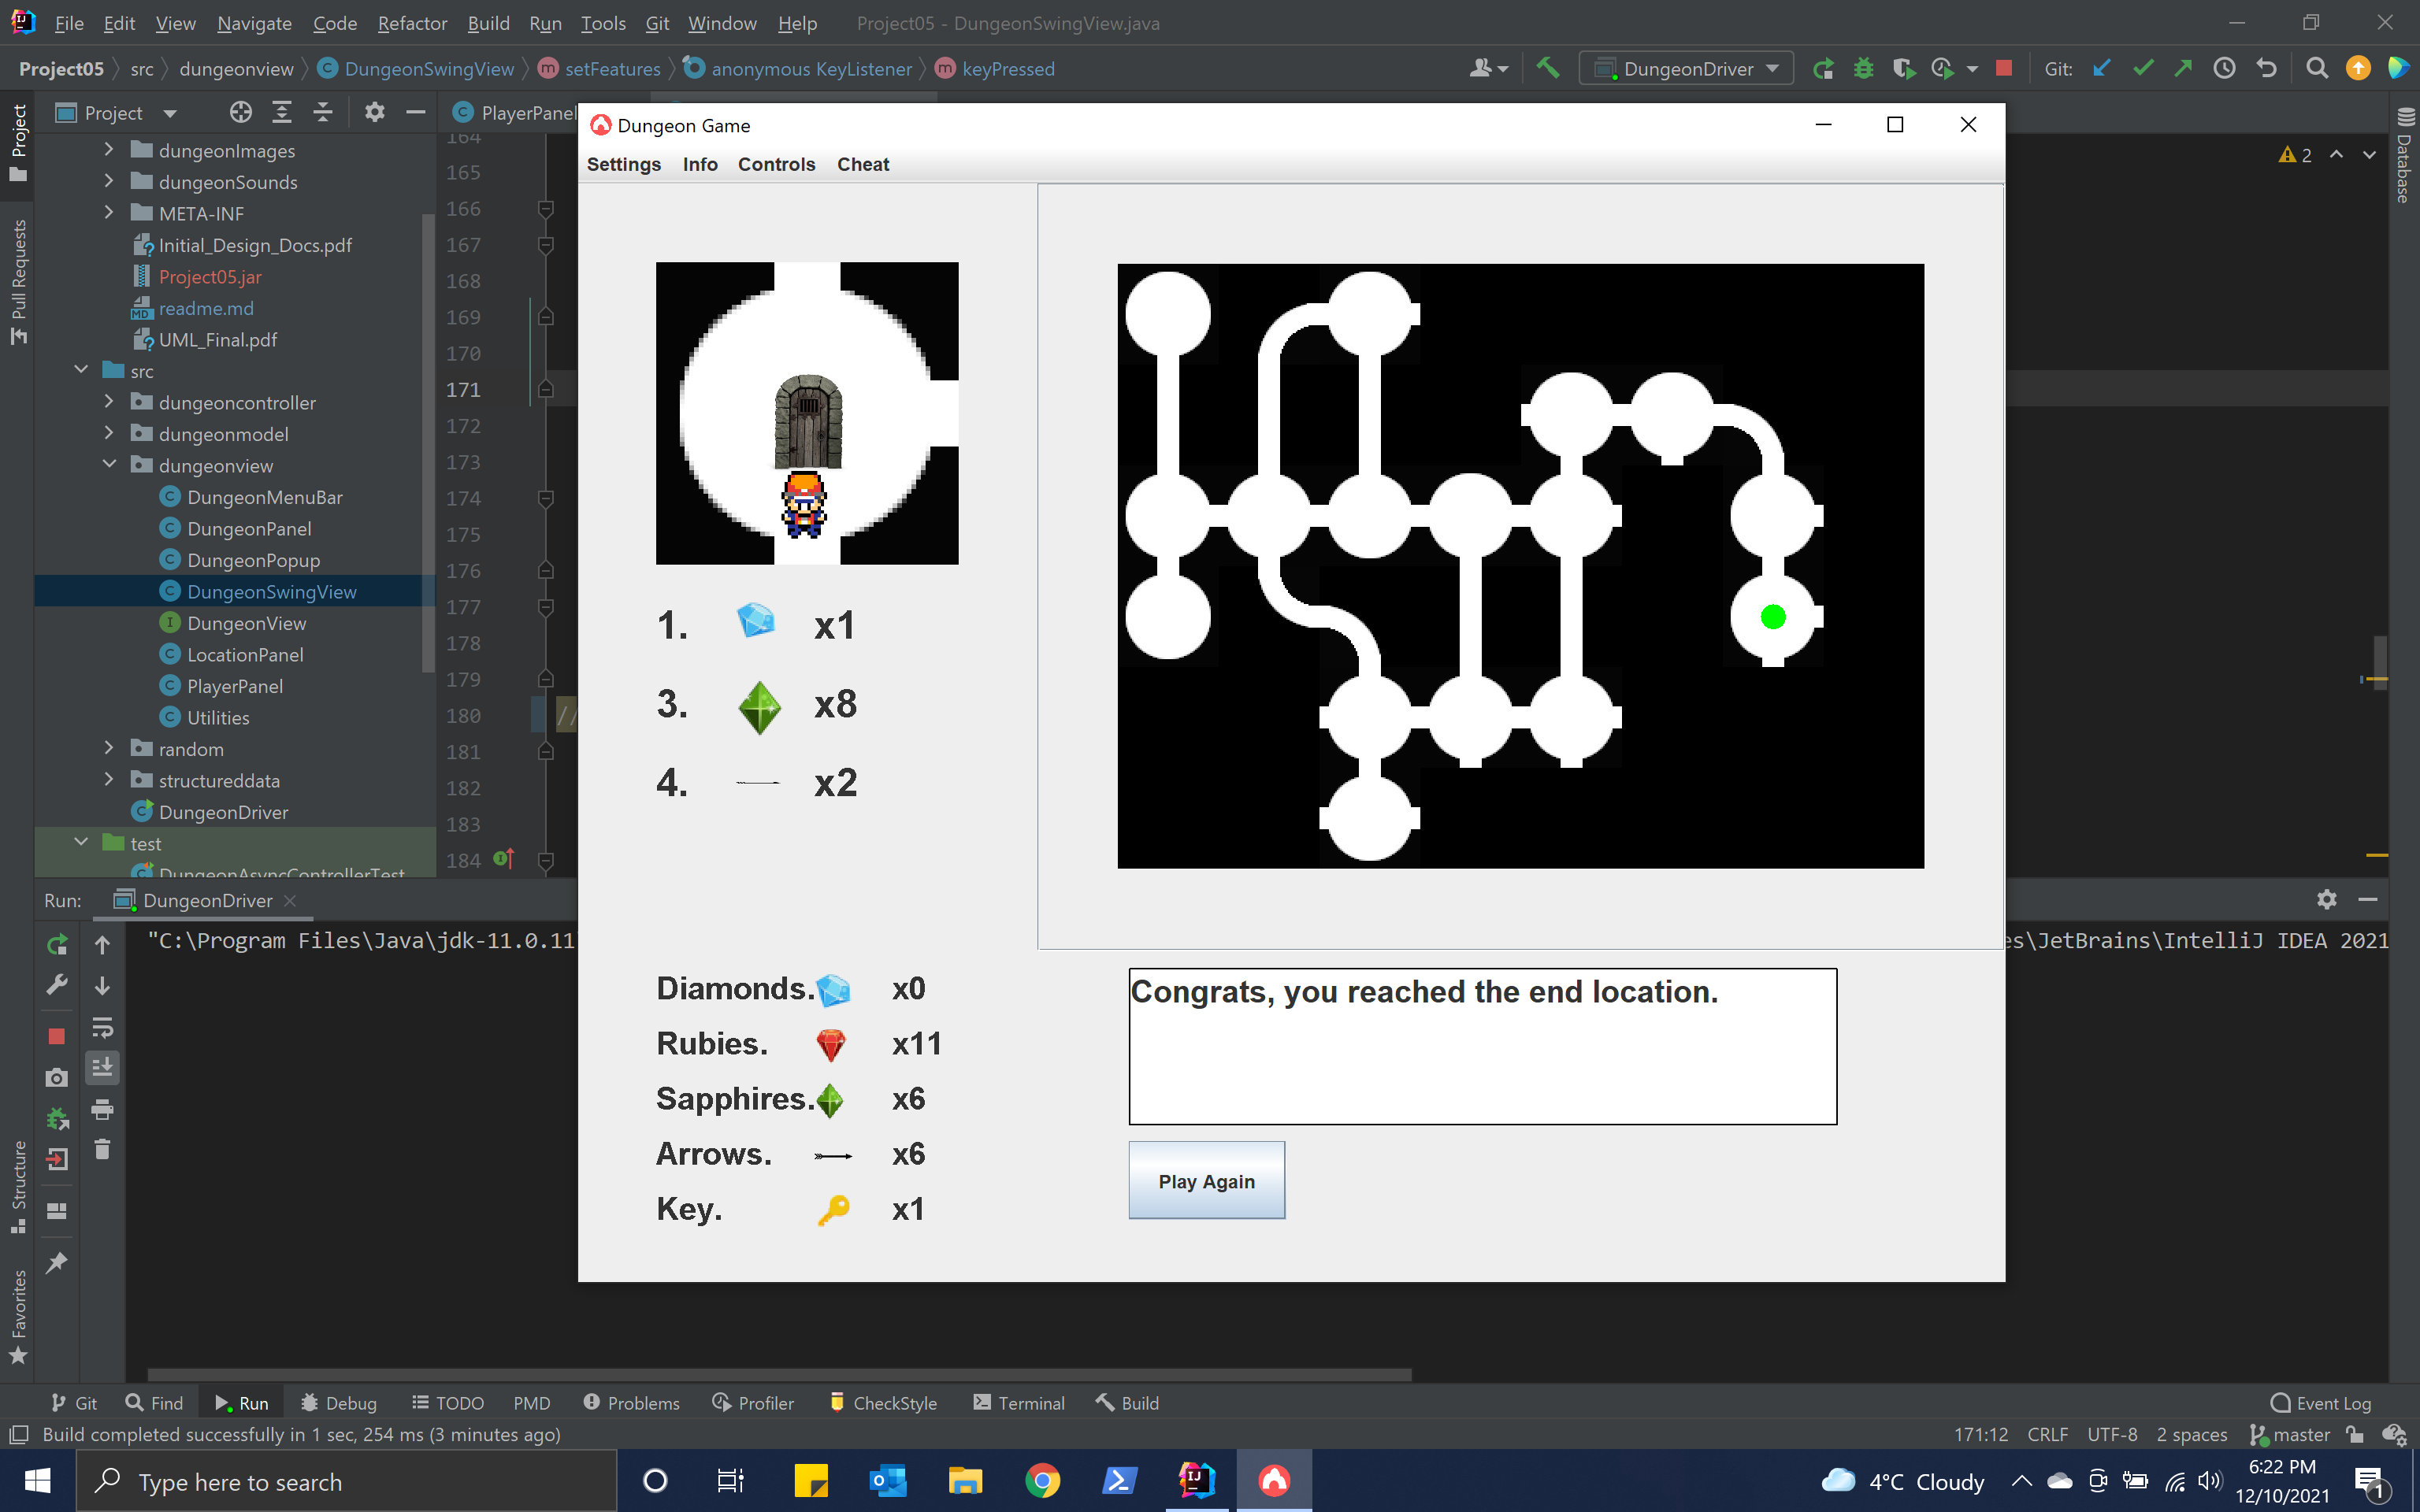 File Edit View Navigate Code Refactor Build Run Tools Git Window Help Project05 - DungeonSwingView.java
Project05 src dungeonview DungeonSwingView setFeatures anonymous KeyListener keyPressed DungeonDriver Git:
Project
Pull Requests
Structure
Favorites
Database
Project
PlayerPanel
dungeonImages
dungeonSounds
META-INF
Initial_Design_Docs.pdf
Project05.jar
readme.md
UML_Final.pdf
src
dungeoncontroller
dungeonmodel
dungeonview
DungeonMenuBar
DungeonPanel
DungeonPopup
DungeonSwingView
DungeonView
LocationPanel
PlayerPanel
Utilities
random
structureddata
DungeonDriver
test
DungeonAsyncControllerTest
164
165
166
167
168
169
170
171
172
173
174
175
176
177
178
179
180 //
181
182
183
184
2
Dungeon Game
Settings Info Controls Cheat
1. x1
3. x8
4. x2
Diamonds. x0
Rubies. x11
Sapphires. x6
Arrows. x6
Key. x1
Congrats, you reached the end location.
Play Again
Run: DungeonDriver
"C:\Program Files\Java\jdk-11.0.11
es\JetBrains\IntelliJ IDEA 2021
Git Find Run Debug TODO PMD Problems Profiler CheckStyle Terminal Build Event Log
Build completed successfully in 1 sec, 254 ms (3 minutes ago) 171:12 CRLF UTF-8 2 spaces master
Type here to search
4°C Cloudy
6:22 PM
12/10/2021
1